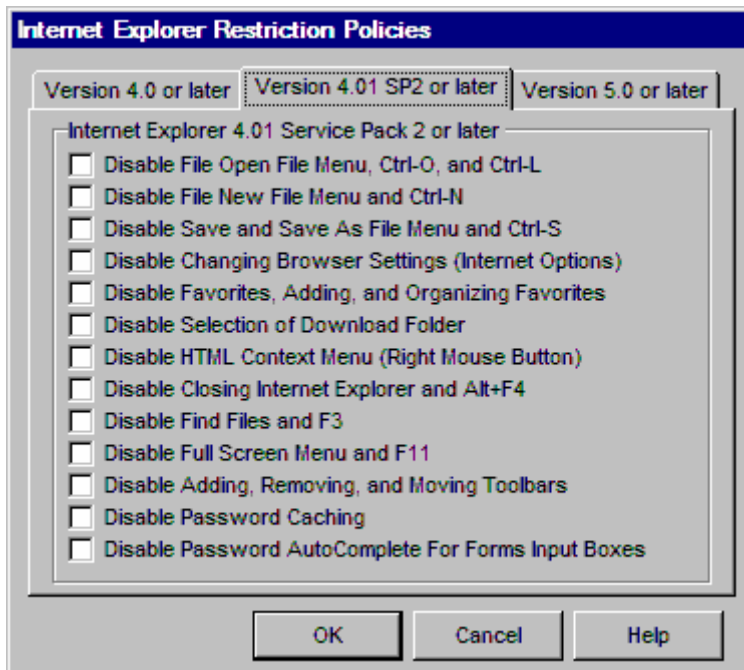 Internet Explorer Restriction Policies
Version 4.0 or later
Version 4.01 SP2 or later
Version 5.0 or later
Internet Explorer 4.01 Service Pack 2 or later
Disable File Open File Menu, Ctrl-O, and Ctrl-L
Disable File New File Menu and Ctrl-N
Disable Save and Save As File Menu and Ctrl-S
Disable Changing Browser Settings (Internet Options)
Disable Favorites, Adding, and Organizing Favorites
Disable Selection of Download Folder
Disable HTML Context Menu (Right Mouse Button)
Disable Closing Internet Explorer and Alt+F4
Disable Find Files and F3
Disable Full Screen Menu and F11
Disable Adding, Removing, and Moving Toolbars
Disable Password Caching
Disable Password AutoComplete For Forms Input Boxes
OK
Cancel
Help